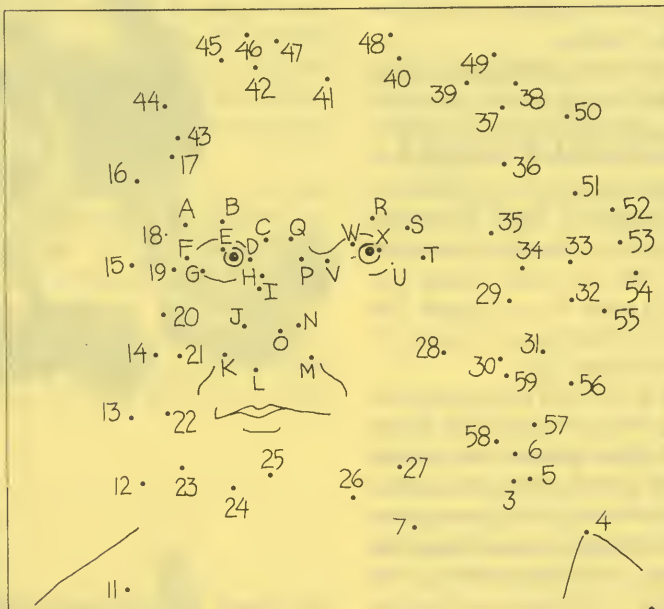 45 46 47 48 49
42 41 40 39 38
44 37 50
43
17 36
16 51
A B R 52
18 E C Q W X S 35 53
F D 34 33
15 19 G H P V U T 54
I 29 32
20 J N 55
O 28 31
14 21 K L M 30 59 56
13 22 57
58 6
25 27
12 23 24 26 3 5
7 4
11